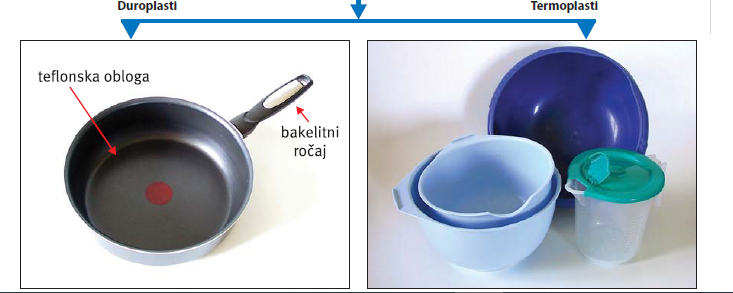 Duroplasti
Termoplasti
teflonska obloga
bakelitni
ročaj